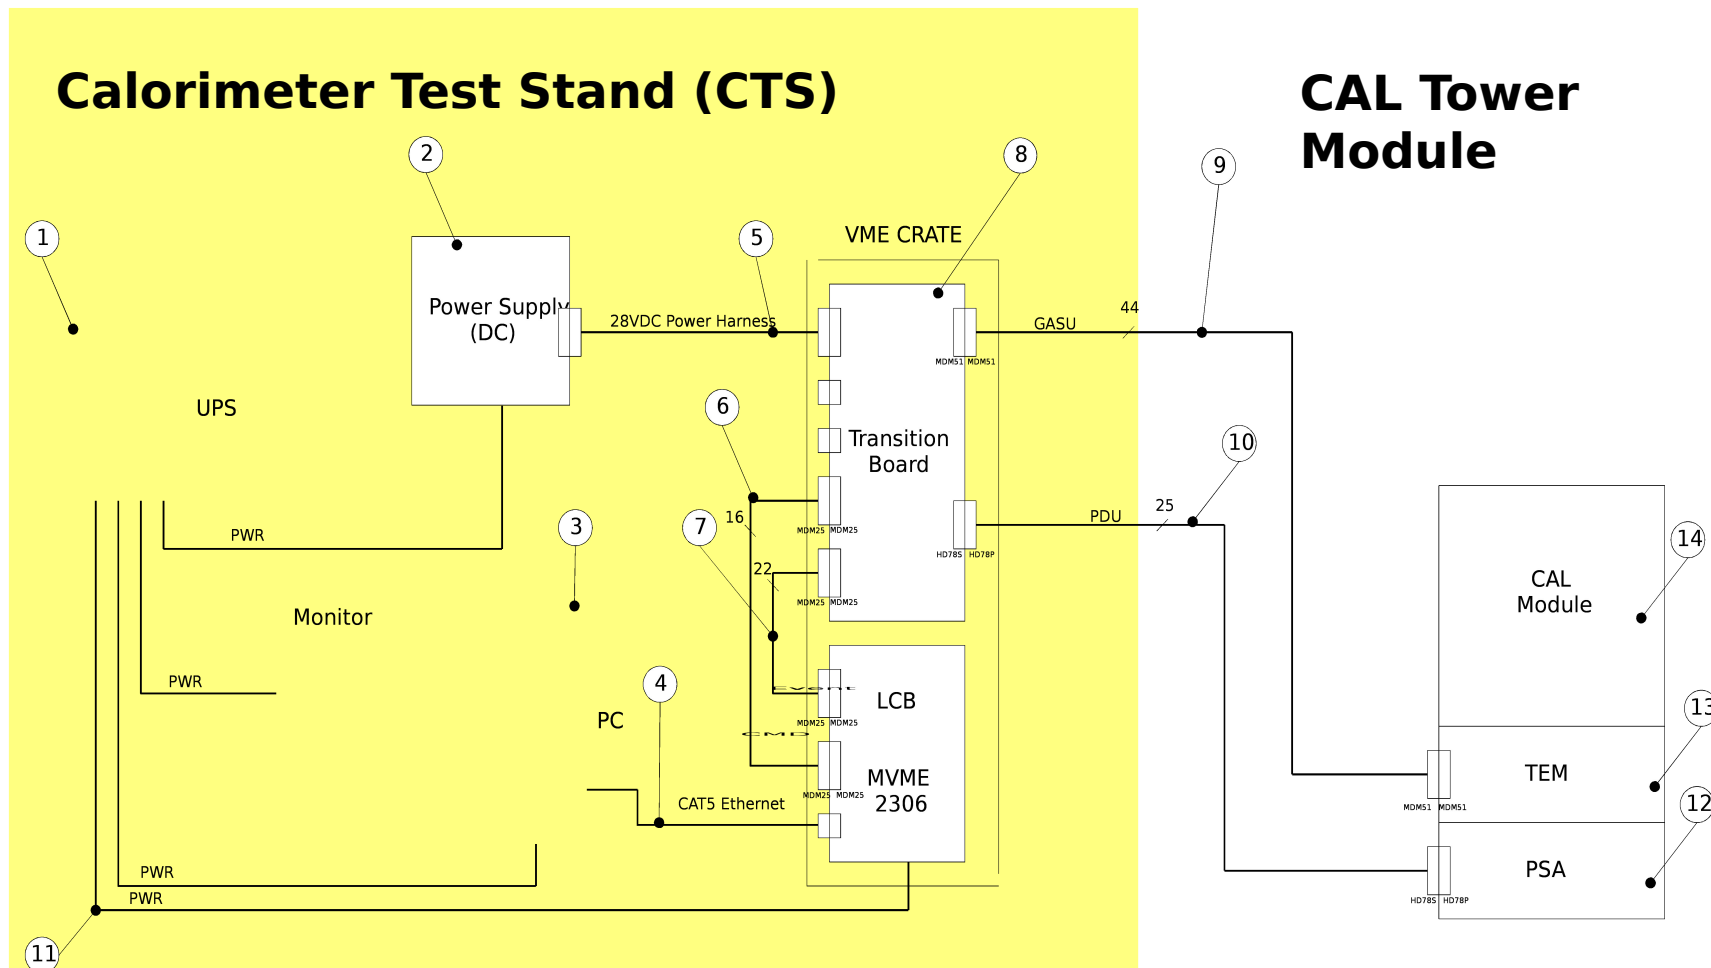 Calorimeter Test Stand (CTS)
CAL Tower
Module
2
8
9
1
5
VME CRATE
Power Supply
(DC)
28VDC Power Harness
GASU
44
MDM51 MDM51
UPS
6
Transition
Board
10
16
7
3
PWR
MDM25 MDM25
PDU
25
HD78S HD78P
14
22
MDM25 MDM25
CAL
Module
Monitor
4
PWR
Event
LCB
PC
MDM25 MDM25
CMD
13
MVME
2306
MDM25 MDM25
CAT5 Ethernet
TEM
MDM51 MDM51
12
PWR
PSA
PWR
HD78S HD78P
11